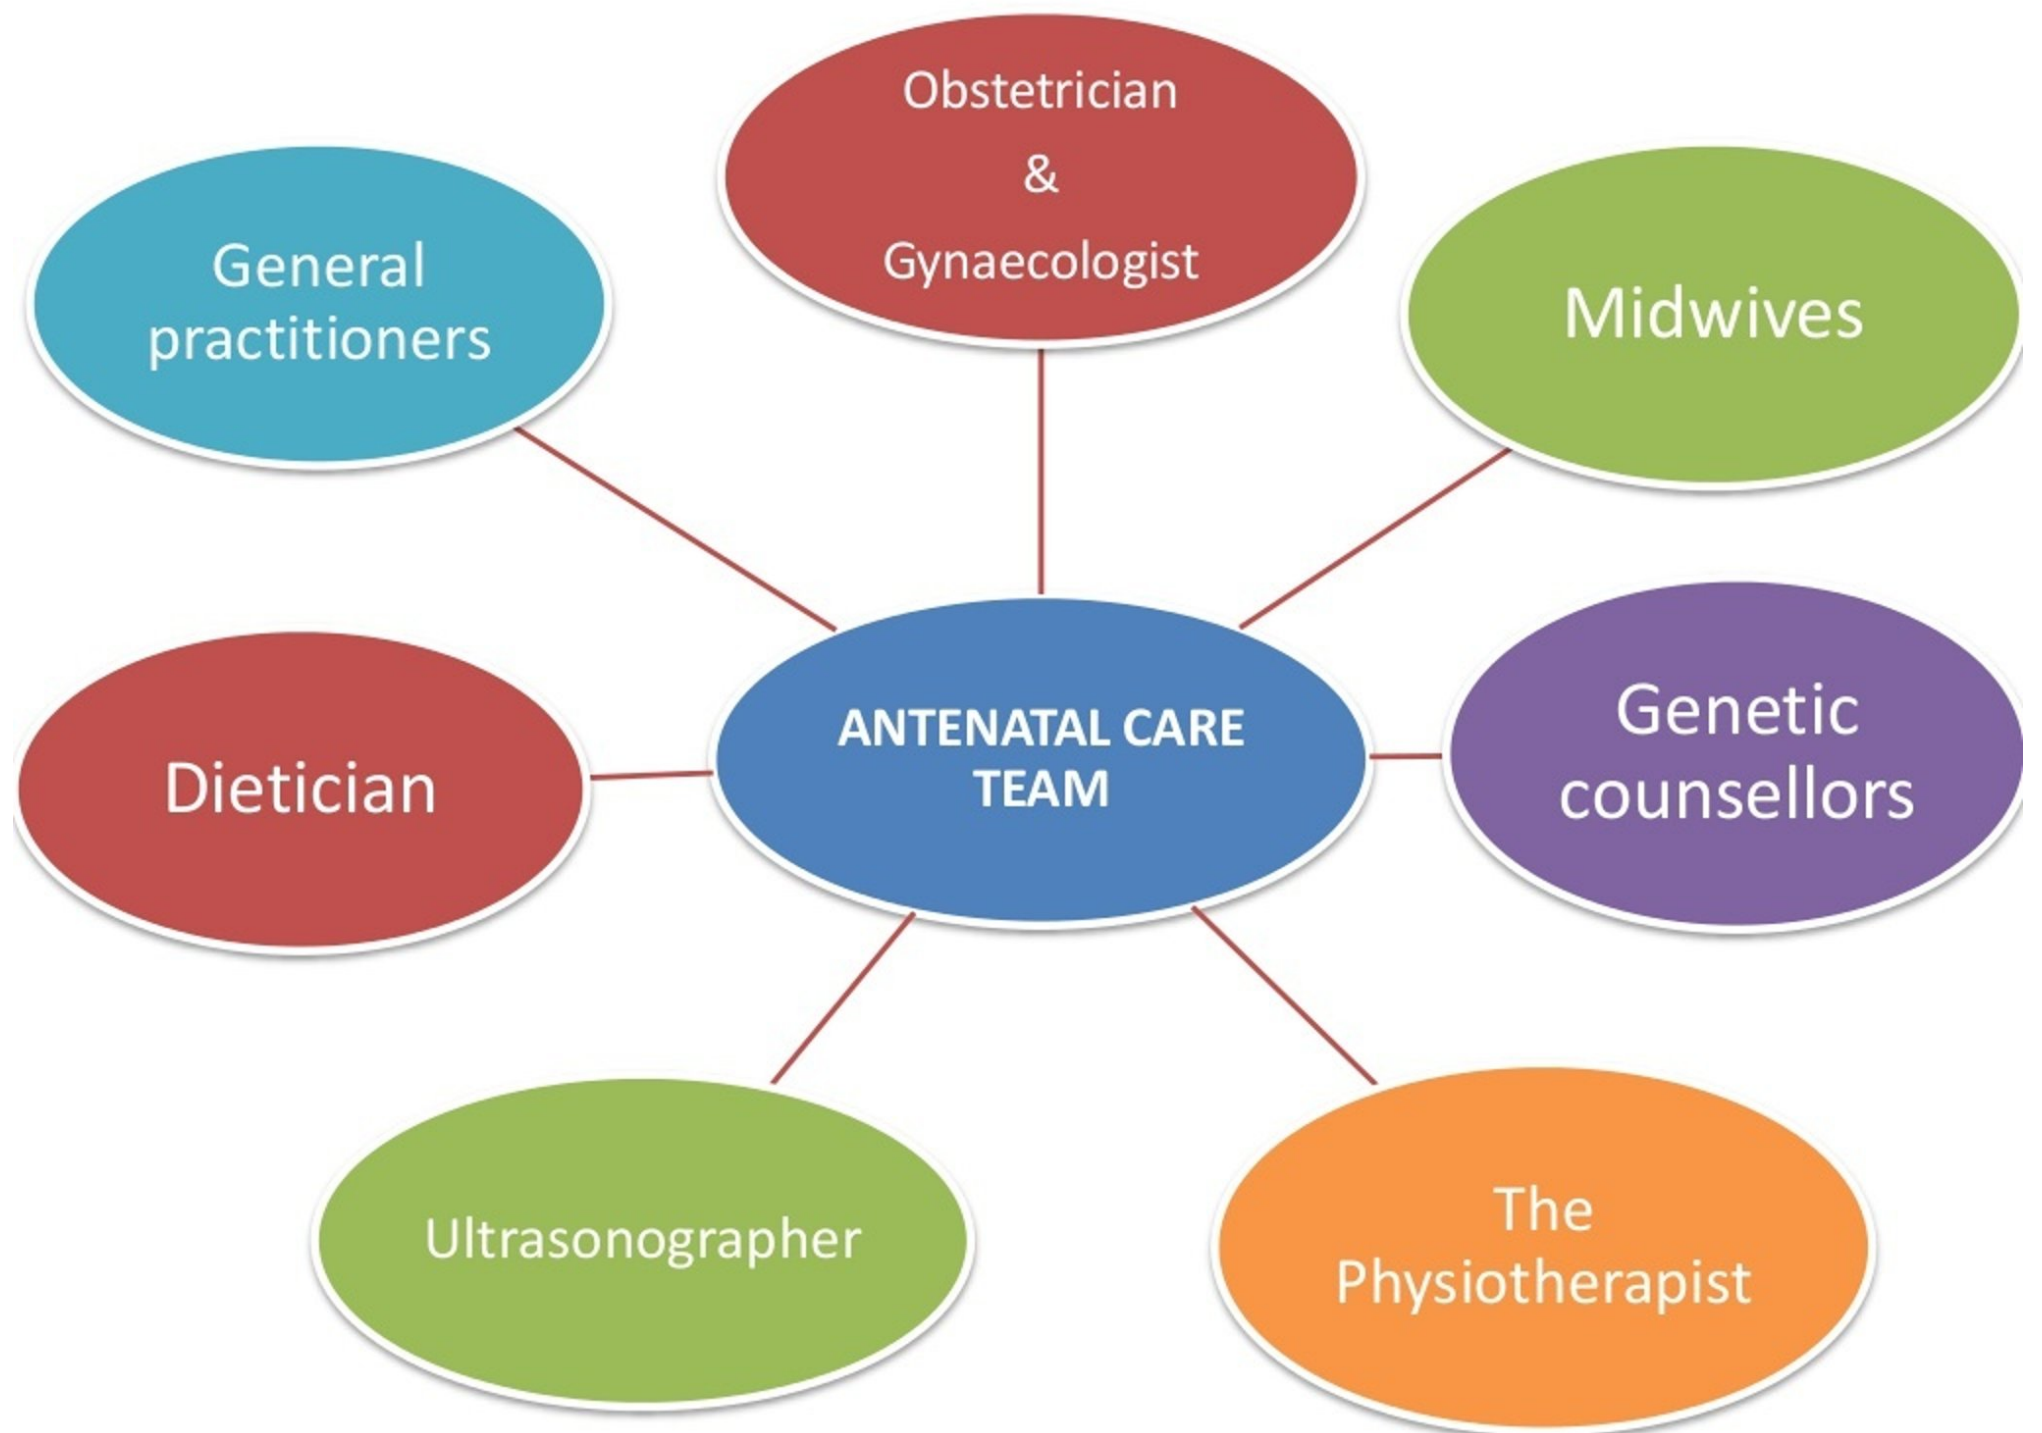 Obstetrician
&
Gynaecologist
General
practitioners
Midwives
ANTENATAL CARE
TEAM
Genetic
counsellors
Dietician
Ultrasonographer
The
Physiotherapist